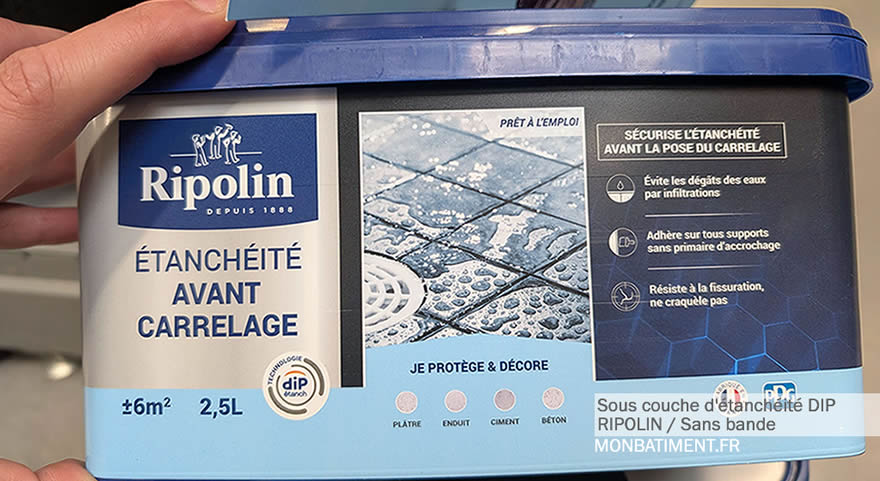 Ripolin
DEPUIS 1888
ÉTANCHÉITÉ
AVANT
CARRELAGE
TECHNOLOGIE
diP
étanch
±6m² 2,5L
PRÊT À L'EMPLOI
JE PROTÈGE & DÉCORE
PLÂTRE ENDUIT CIMENT BÉTON
SÉCURISE L'ÉTANCHÉITÉ
AVANT LA POSE DU CARRELAGE
Évite les dégâts des eaux
par infiltrations
Adhère sur tous supports
sans primaire d'accrochage
Résiste à la fissuration,
ne craquèle pas
PPG
Sous couche d'étanchéité DIP
RIPOLIN / Sans bande
MONBATIMENT.FR